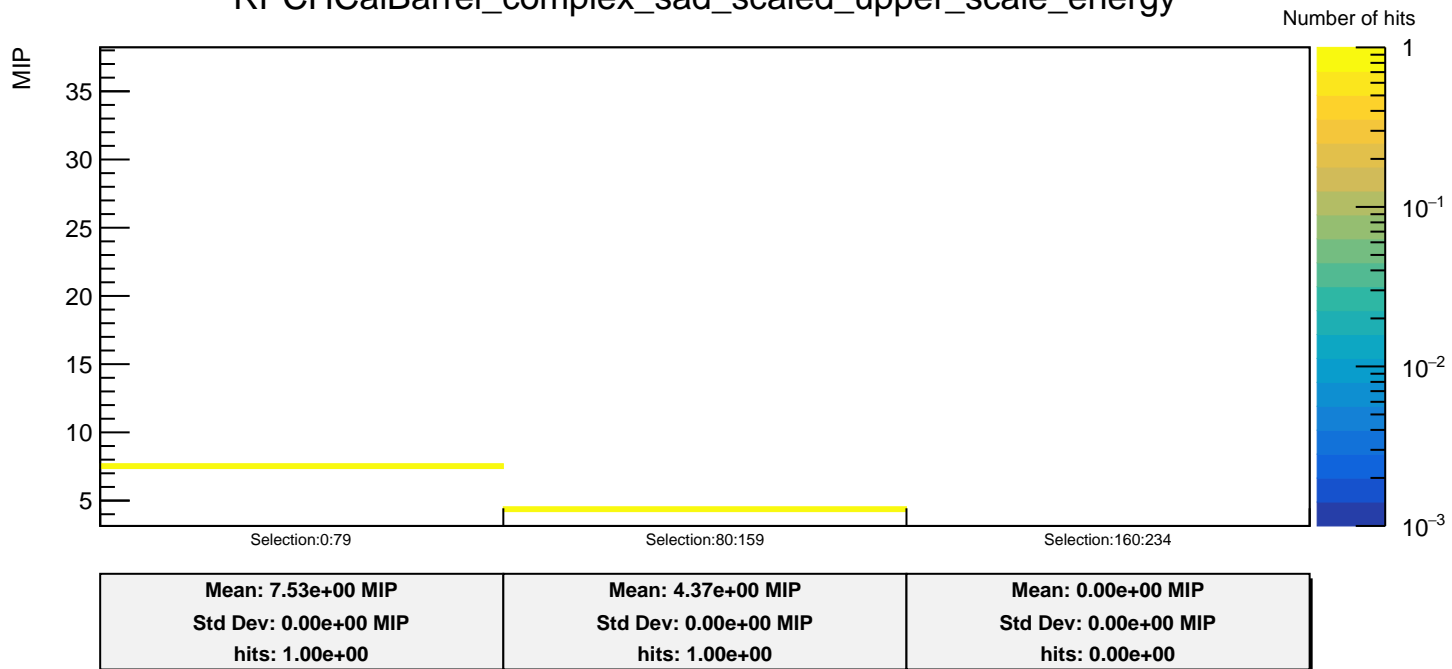 RPCHCalBarrel_complex_sad_scaled_upper_scale_energy
Number of hits
MIP
35
30
25
20
15
10
5
1
10⁻¹
10⁻²
10⁻³
Selection:0:79
Selection:80:159
Selection:160:234
Mean: 7.53e+00 MIP
Std Dev: 0.00e+00 MIP
hits: 1.00e+00
Mean: 4.37e+00 MIP
Std Dev: 0.00e+00 MIP
hits: 1.00e+00
Mean: 0.00e+00 MIP
Std Dev: 0.00e+00 MIP
hits: 0.00e+00